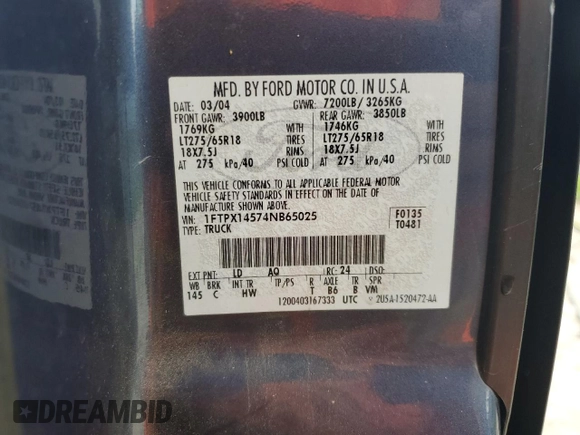 MFD. BY FORD MOTOR CO. IN U.S.A.
DATE: 03/04 GVWR: 7200LB/ 3265KG
FRONT GAWR: 3900LB REAR GAWR: 3850LB
1769KG WITH 1746KG WITH
LT275/65R18 TIRES LT275/65R18 TIRES
18X7.5J RIMS 18X7.5J RIMS
AT 275 kPa/40 PSI COLD AT 275 kPa/40 PSI COLD
THIS VEHICLE CONFORMS TO ALL APPLICABLE FEDERAL MOTOR
VEHICLE SAFETY STANDARDS IN EFFECT ON THE DATE OF
MANUFACTURE SHOWN ABOVE.
VIN: 1FTPX14574NB65025 F0135
TYPE: TRUCK T0481
EXT PNT: LD AQ RC: 24 DSO:
WB BRK INT TR TP/PS R AXLE TR
145 C HW T B6 B VM
1200403167333 UTC 2U5A-1520472-AA
DREAMBID